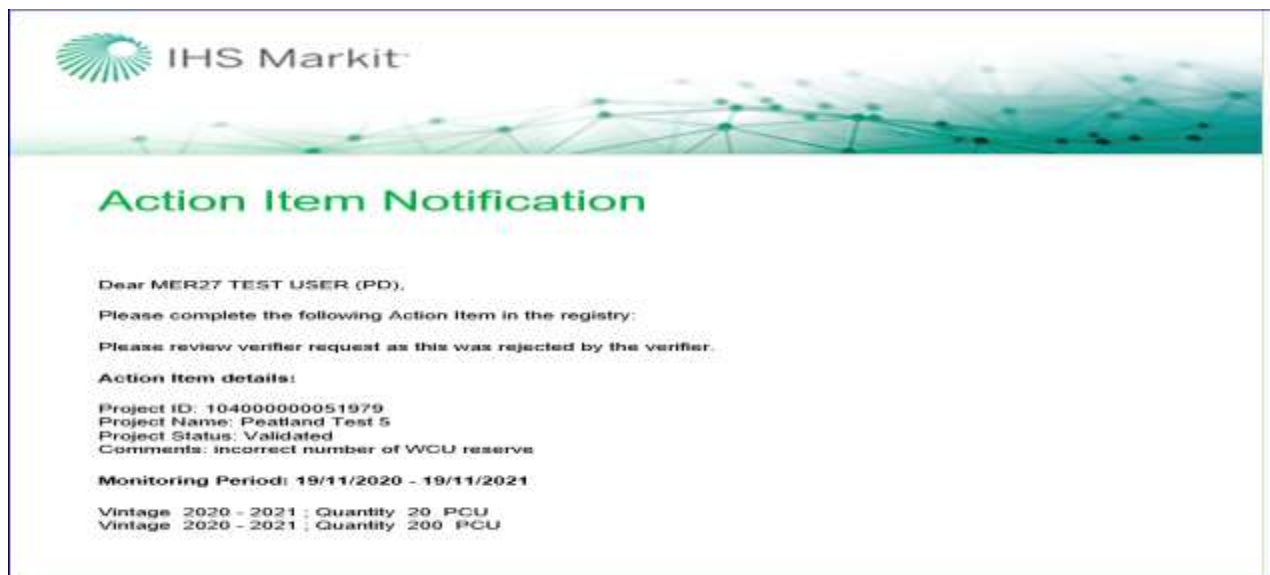 IHS Markit
Action Item Notification
Dear MER27 TEST USER (PD),
Please complete the following Action Item in the registry:
Please review verifier request as this was rejected by the verifier.
Action Item details:
Project ID: 104000000051979
Project Name: Peatland Test 5
Project Status: Validated
Comments: incorrect number of WCU reserve
Monitoring Period: 19/11/2020 - 19/11/2021
Vintage 2020 - 2021 ; Quantity 20 PCU
Vintage 2020 - 2021 ; Quantity 200 PCU